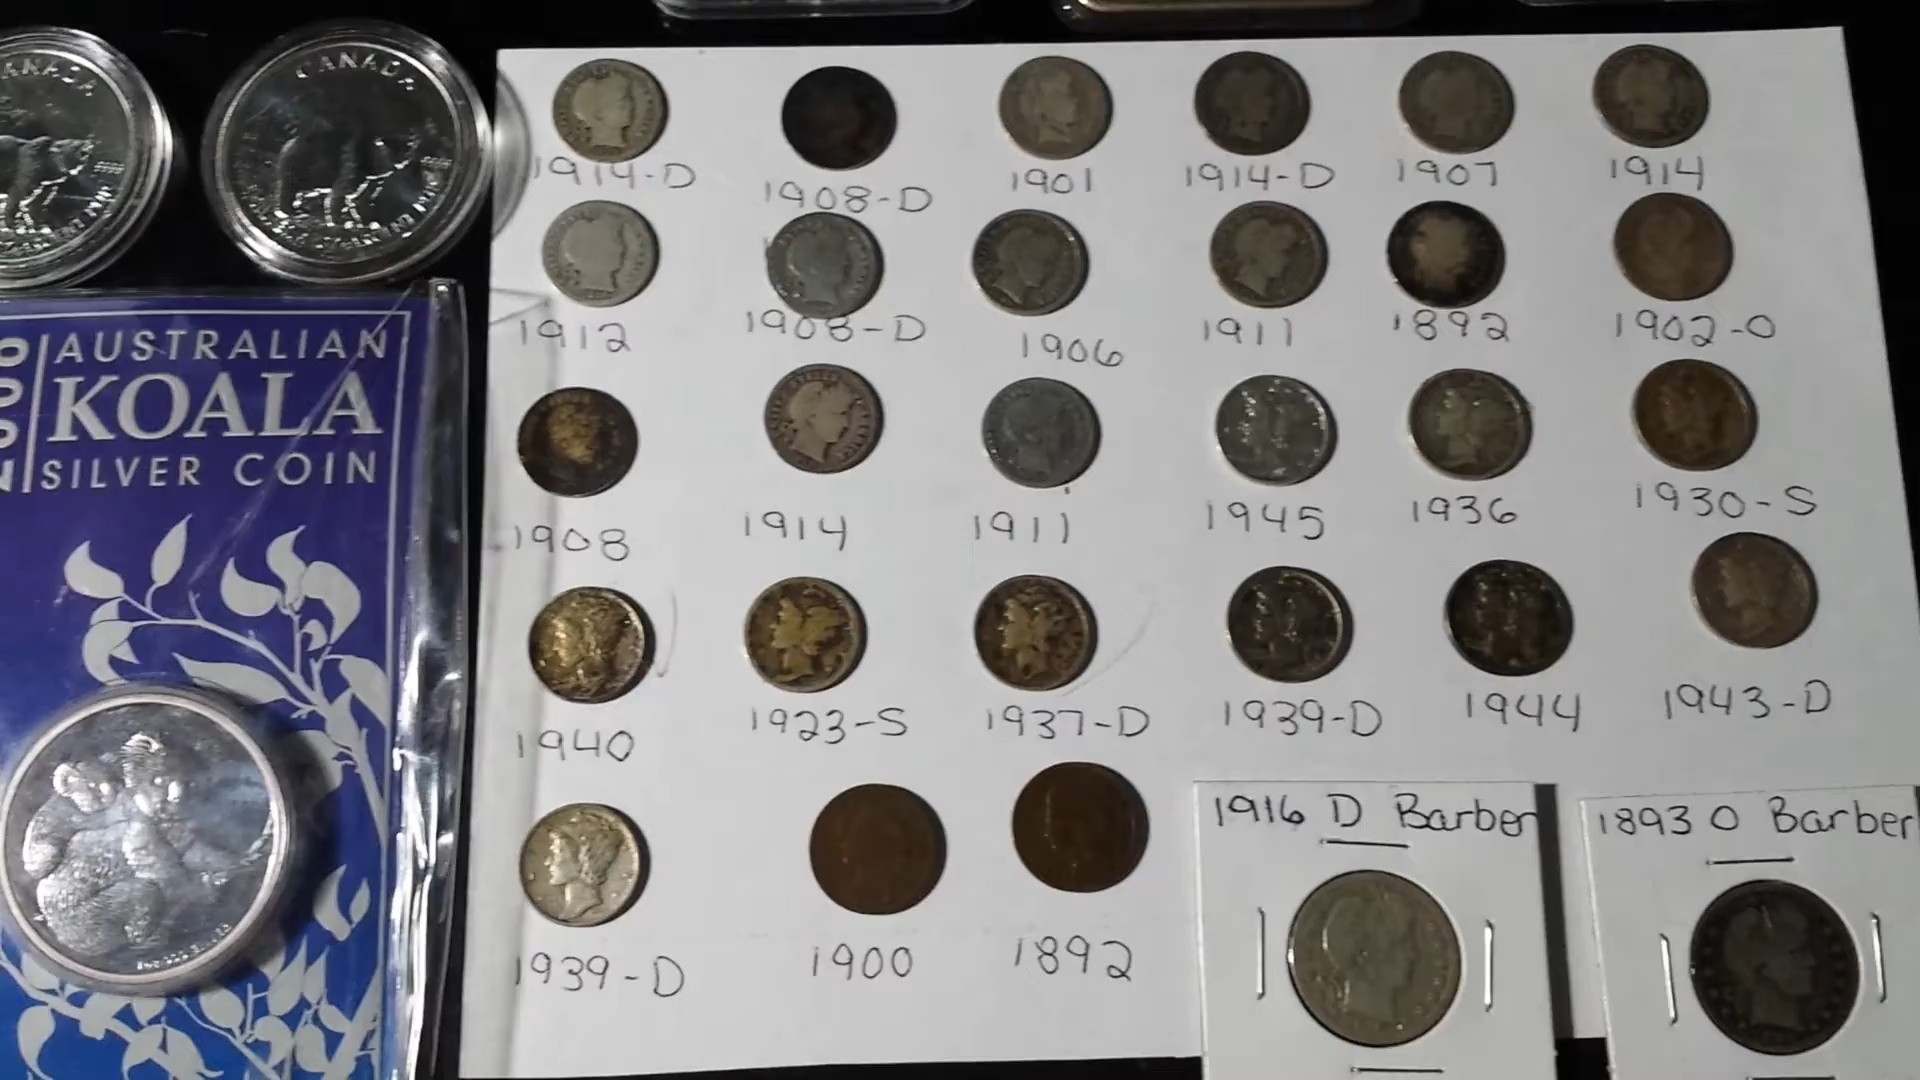 CANADA
CANADA
9999
AUSTRALIAN
KOALA
SILVER COIN
1914-D
1908-D
1901
1914-D
1907
1914
1912
1908-D
1906
1911
1892
1902-O
1908
1914
1911
1945
1936
1930-S
1940
1923-S
1937-D
1939-D
1944
1943-D
1939-D
1900
1892
1916 D Barber
1893 O Barber